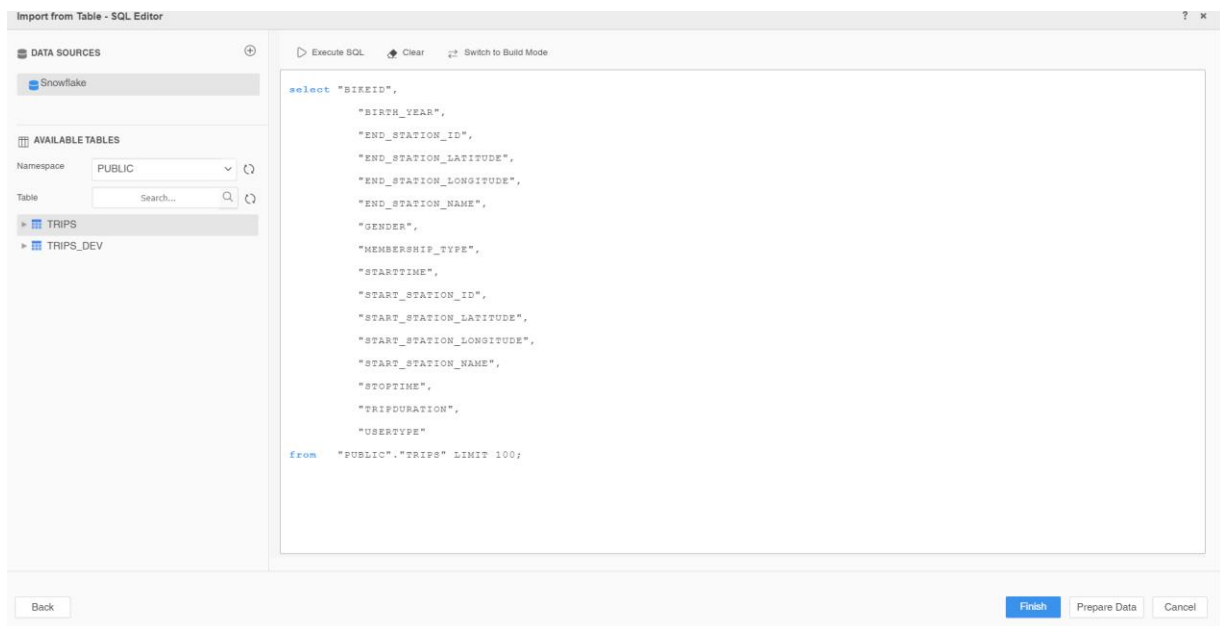 Import from Table - SQL Editor
? ×
DATA SOURCES
Snowflake
AVAILABLE TABLES
Namespace PUBLIC
Table Search...
TRIPS
TRIPS_DEV
Execute SQL Clear Switch to Build Mode
select "BIKEID",
"BIRTH_YEAR",
"END_STATION_ID",
"END_STATION_LATITUDE",
"END_STATION_LONGITUDE",
"END_STATION_NAME",
"GENDER",
"MEMBERSHIP_TYPE",
"STARTTIME",
"START_STATION_ID",
"START_STATION_LATITUDE",
"START_STATION_LONGITUDE",
"START_STATION_NAME",
"STOPTIME",
"TRIPDURATION",
"USERTYPE"
from "PUBLIC"."TRIPS" LIMIT 100;
Back
Finish Prepare Data Cancel